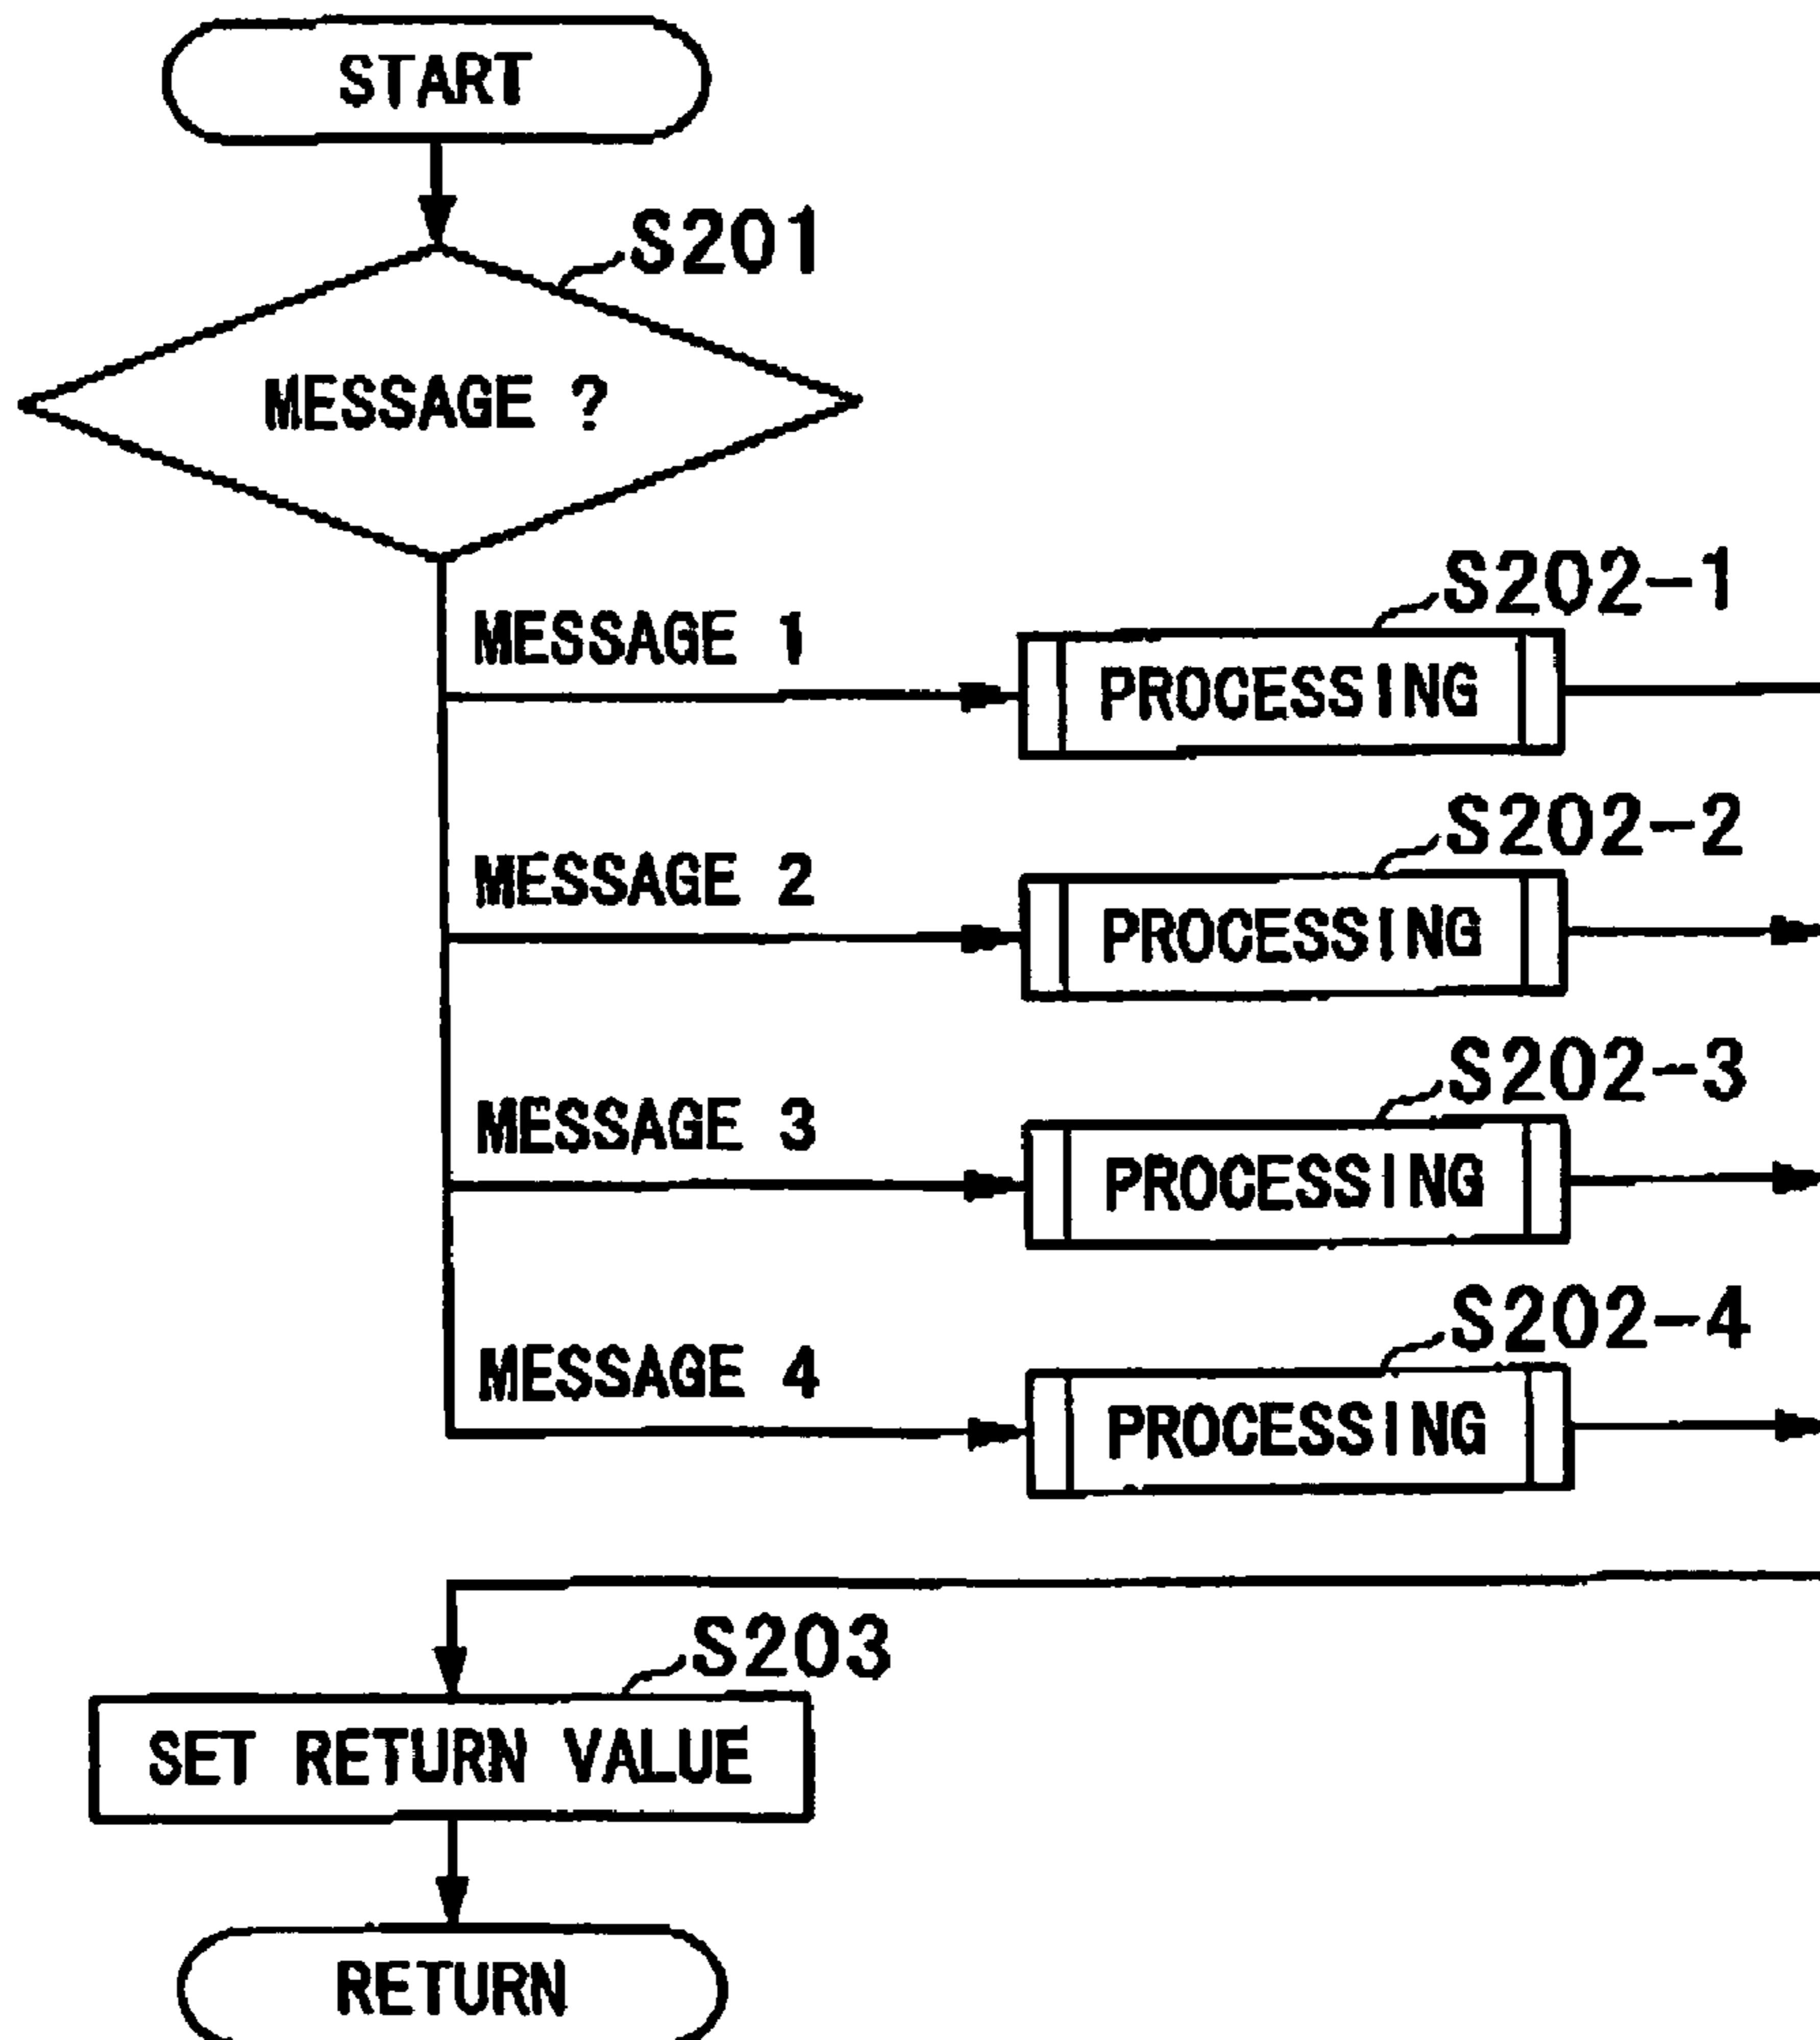 START
S201
MESSAGE ?
S202-1
MESSAGE 1
PROCESSING
S202-2
MESSAGE 2
PROCESSING
S202-3
MESSAGE 3
PROCESSING
S202-4
MESSAGE 4
PROCESSING
S203
SET RETURN VALUE
RETURN